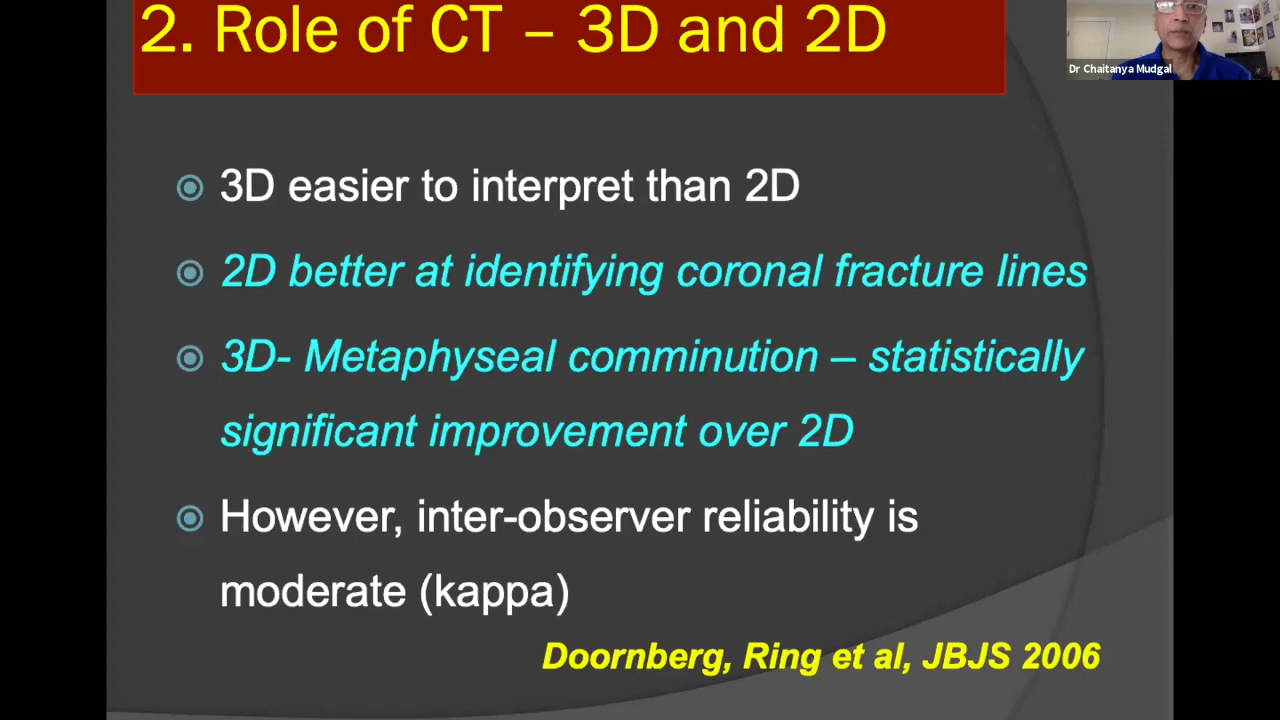 2. Role of CT – 3D and 2D
Dr Chaitanya Mudgal
3D easier to interpret than 2D
2D better at identifying coronal fracture lines
3D- Metaphyseal comminution – statistically
significant improvement over 2D
However, inter-observer reliability is
moderate (kappa)
Doornberg, Ring et al, JBJS 2006